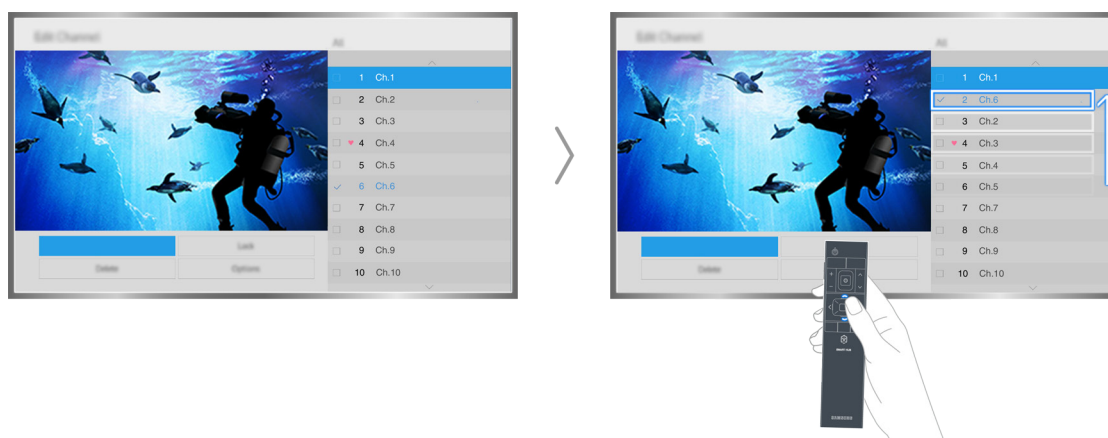 Edit Channel
All
1 Ch.1
2 Ch.2
3 Ch.3
4 Ch.4
5 Ch.5
6 Ch.6
7 Ch.7
8 Ch.8
9 Ch.9
10 Ch.10
Lock
Delete
Options
Edit Channel
All
1 Ch.1
2 Ch.6
3 Ch.2
4 Ch.3
5 Ch.4
6 Ch.5
7 Ch.7
8 Ch.8
9 Ch.9
10 Ch.10
Delete
SMART HUB
SAMSUNG